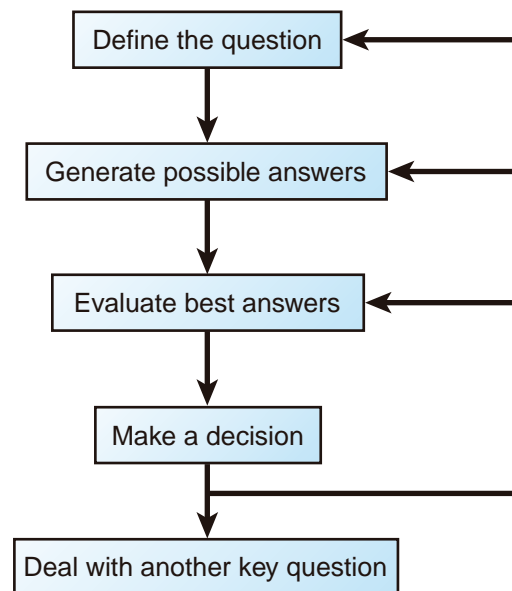 Define the question
Generate possible answers
Evaluate best answers
Make a decision
Deal with another key question